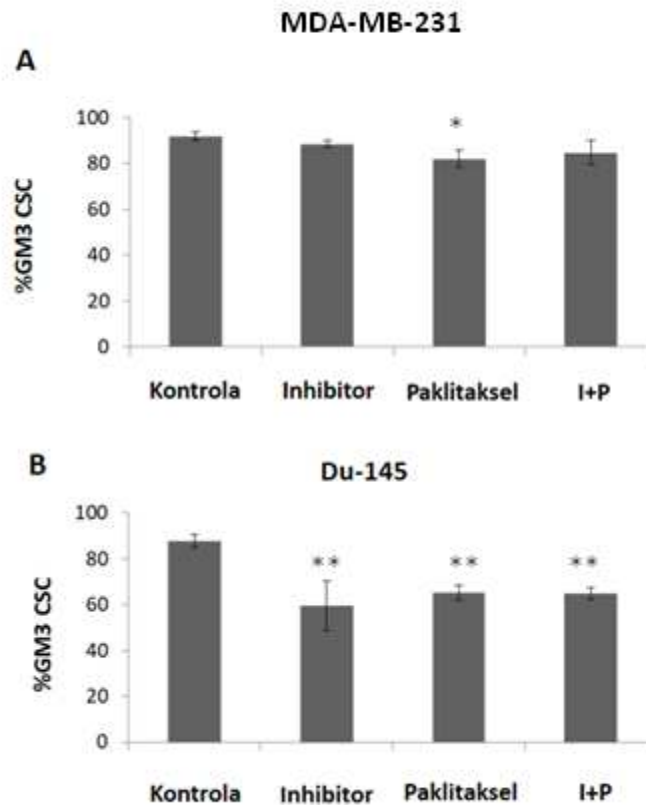 MDA-MB-231
A
100
80
60
40
20
0
%GM3 CSC
*
Kontrola Inhibitor Paklitaksel I+P
B
Du-145
100
80
60
40
20
0
%GM3 CSC
** ** **
Kontrola Inhibitor Paklitaksel I+P